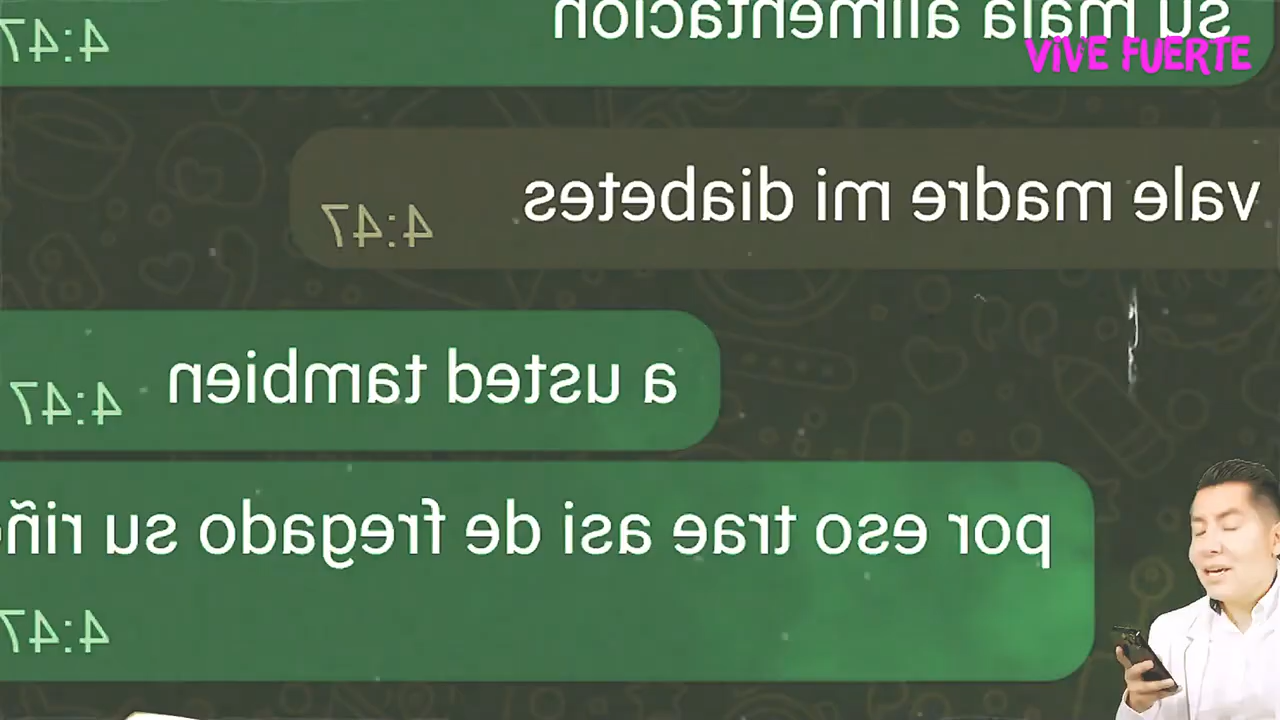 su mala alimentacion
4:47
VIVE FUERTE
vale madre mi diabetes
4:47
a usted tambien
4:47
por eso trae asi de fregado su
4:47